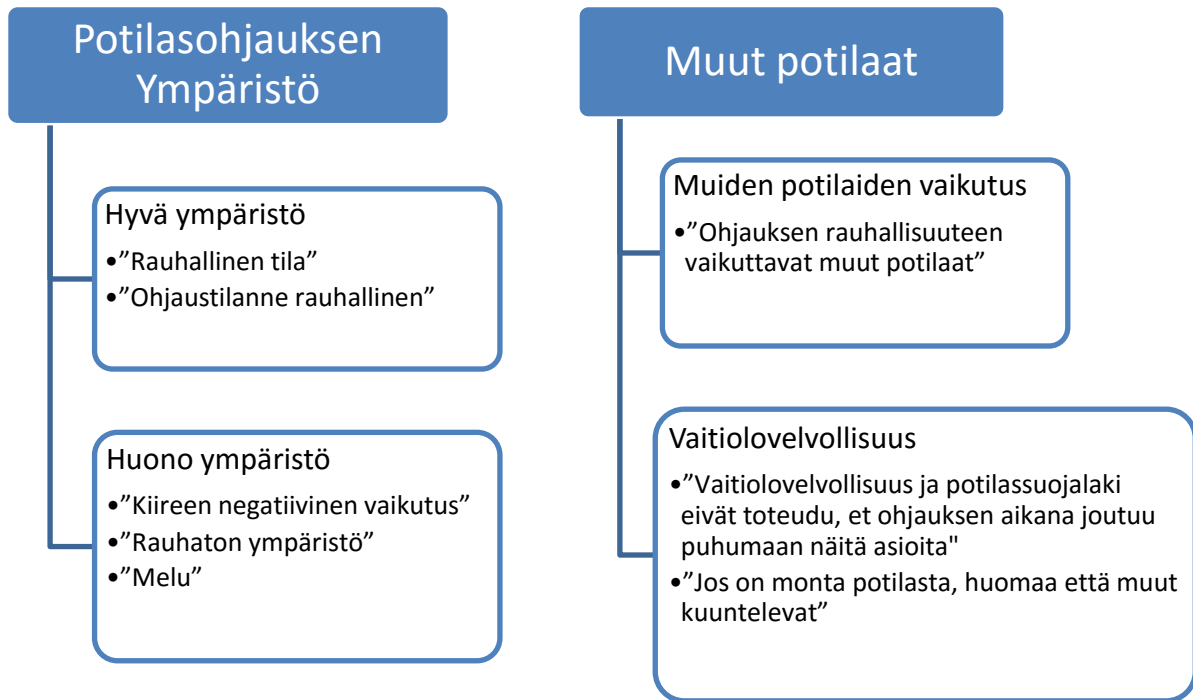 Potilasohjauksen
Ympäristö
Hyvä ympäristö
•”Rauhallinen tila”
•”Ohjaustilanne rauhallinen”
Huono ympäristö
•”Kiireen negatiivinen vaikutus”
•”Rauhaton ympäristö”
•”Melu”
Muut potilaat
Muiden potilaiden vaikutus
•”Ohjauksen rauhallisuuteen
vaikuttavat muut potilaat”
Vaitiolovelvollisuus
•”Vaitiolovelvollisuus ja potilassuojalaki
eivät toteudu, et ohjauksen aikana joutuu
puhumaan näitä asioita"
•”Jos on monta potilasta, huomaa että muut
kuuntelevat”